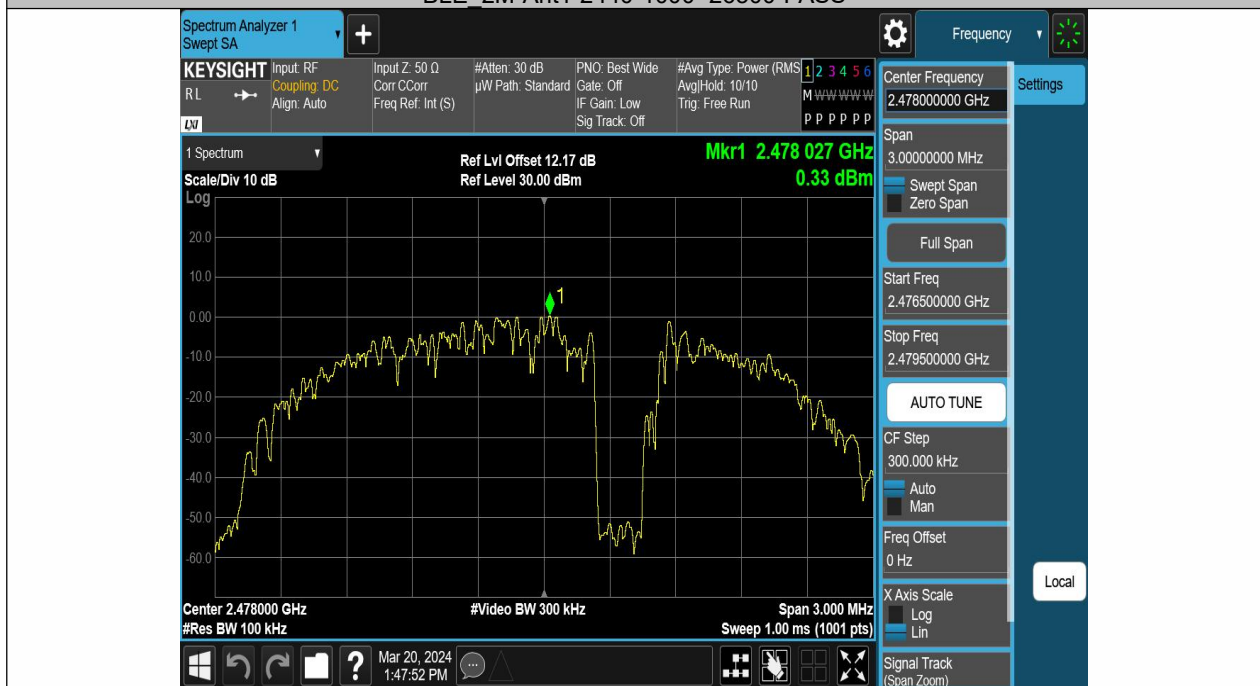 Spectrum Analyzer 1
Swept SA
+
Frequency
KEYSIGHT
RL
LXI
Input: RF
Coupling: DC
Align: Auto
Input Z: 50 Ω
Corr CCorr
Freq Ref: Int (S)
#Atten: 30 dB
µW Path: Standard
PNO: Best Wide
Gate: Off
IF Gain: Low
Sig Track: Off
#Avg Type: Power (RMS
Avg|Hold: 10/10
Trig: Free Run
1 2 3 4 5 6
M W W W W W
P P P P P P
Center Frequency
2.478000000 GHz
Settings
1 Spectrum
Scale/Div 10 dB
Ref Lvl Offset 12.17 dB
Ref Level 30.00 dBm
Mkr1 2.478 027 GHz
0.33 dBm
Log
20.0
10.0
0.00
-10.0
-20.0
-30.0
-40.0
-50.0
-60.0
1
Center 2.478000 GHz
#Res BW 100 kHz
#Video BW 300 kHz
Span 3.000 MHz
Sweep 1.00 ms (1001 pts)
Span
3.00000000 MHz
Swept Span
Zero Span
Full Span
Start Freq
2.476500000 GHz
Stop Freq
2.479500000 GHz
AUTO TUNE
CF Step
300.000 kHz
Auto
Man
Freq Offset
0 Hz
X Axis Scale
Log
Lin
Local
Signal Track
(Span Zoom)
?
Mar 20, 2024
1:47:52 PM